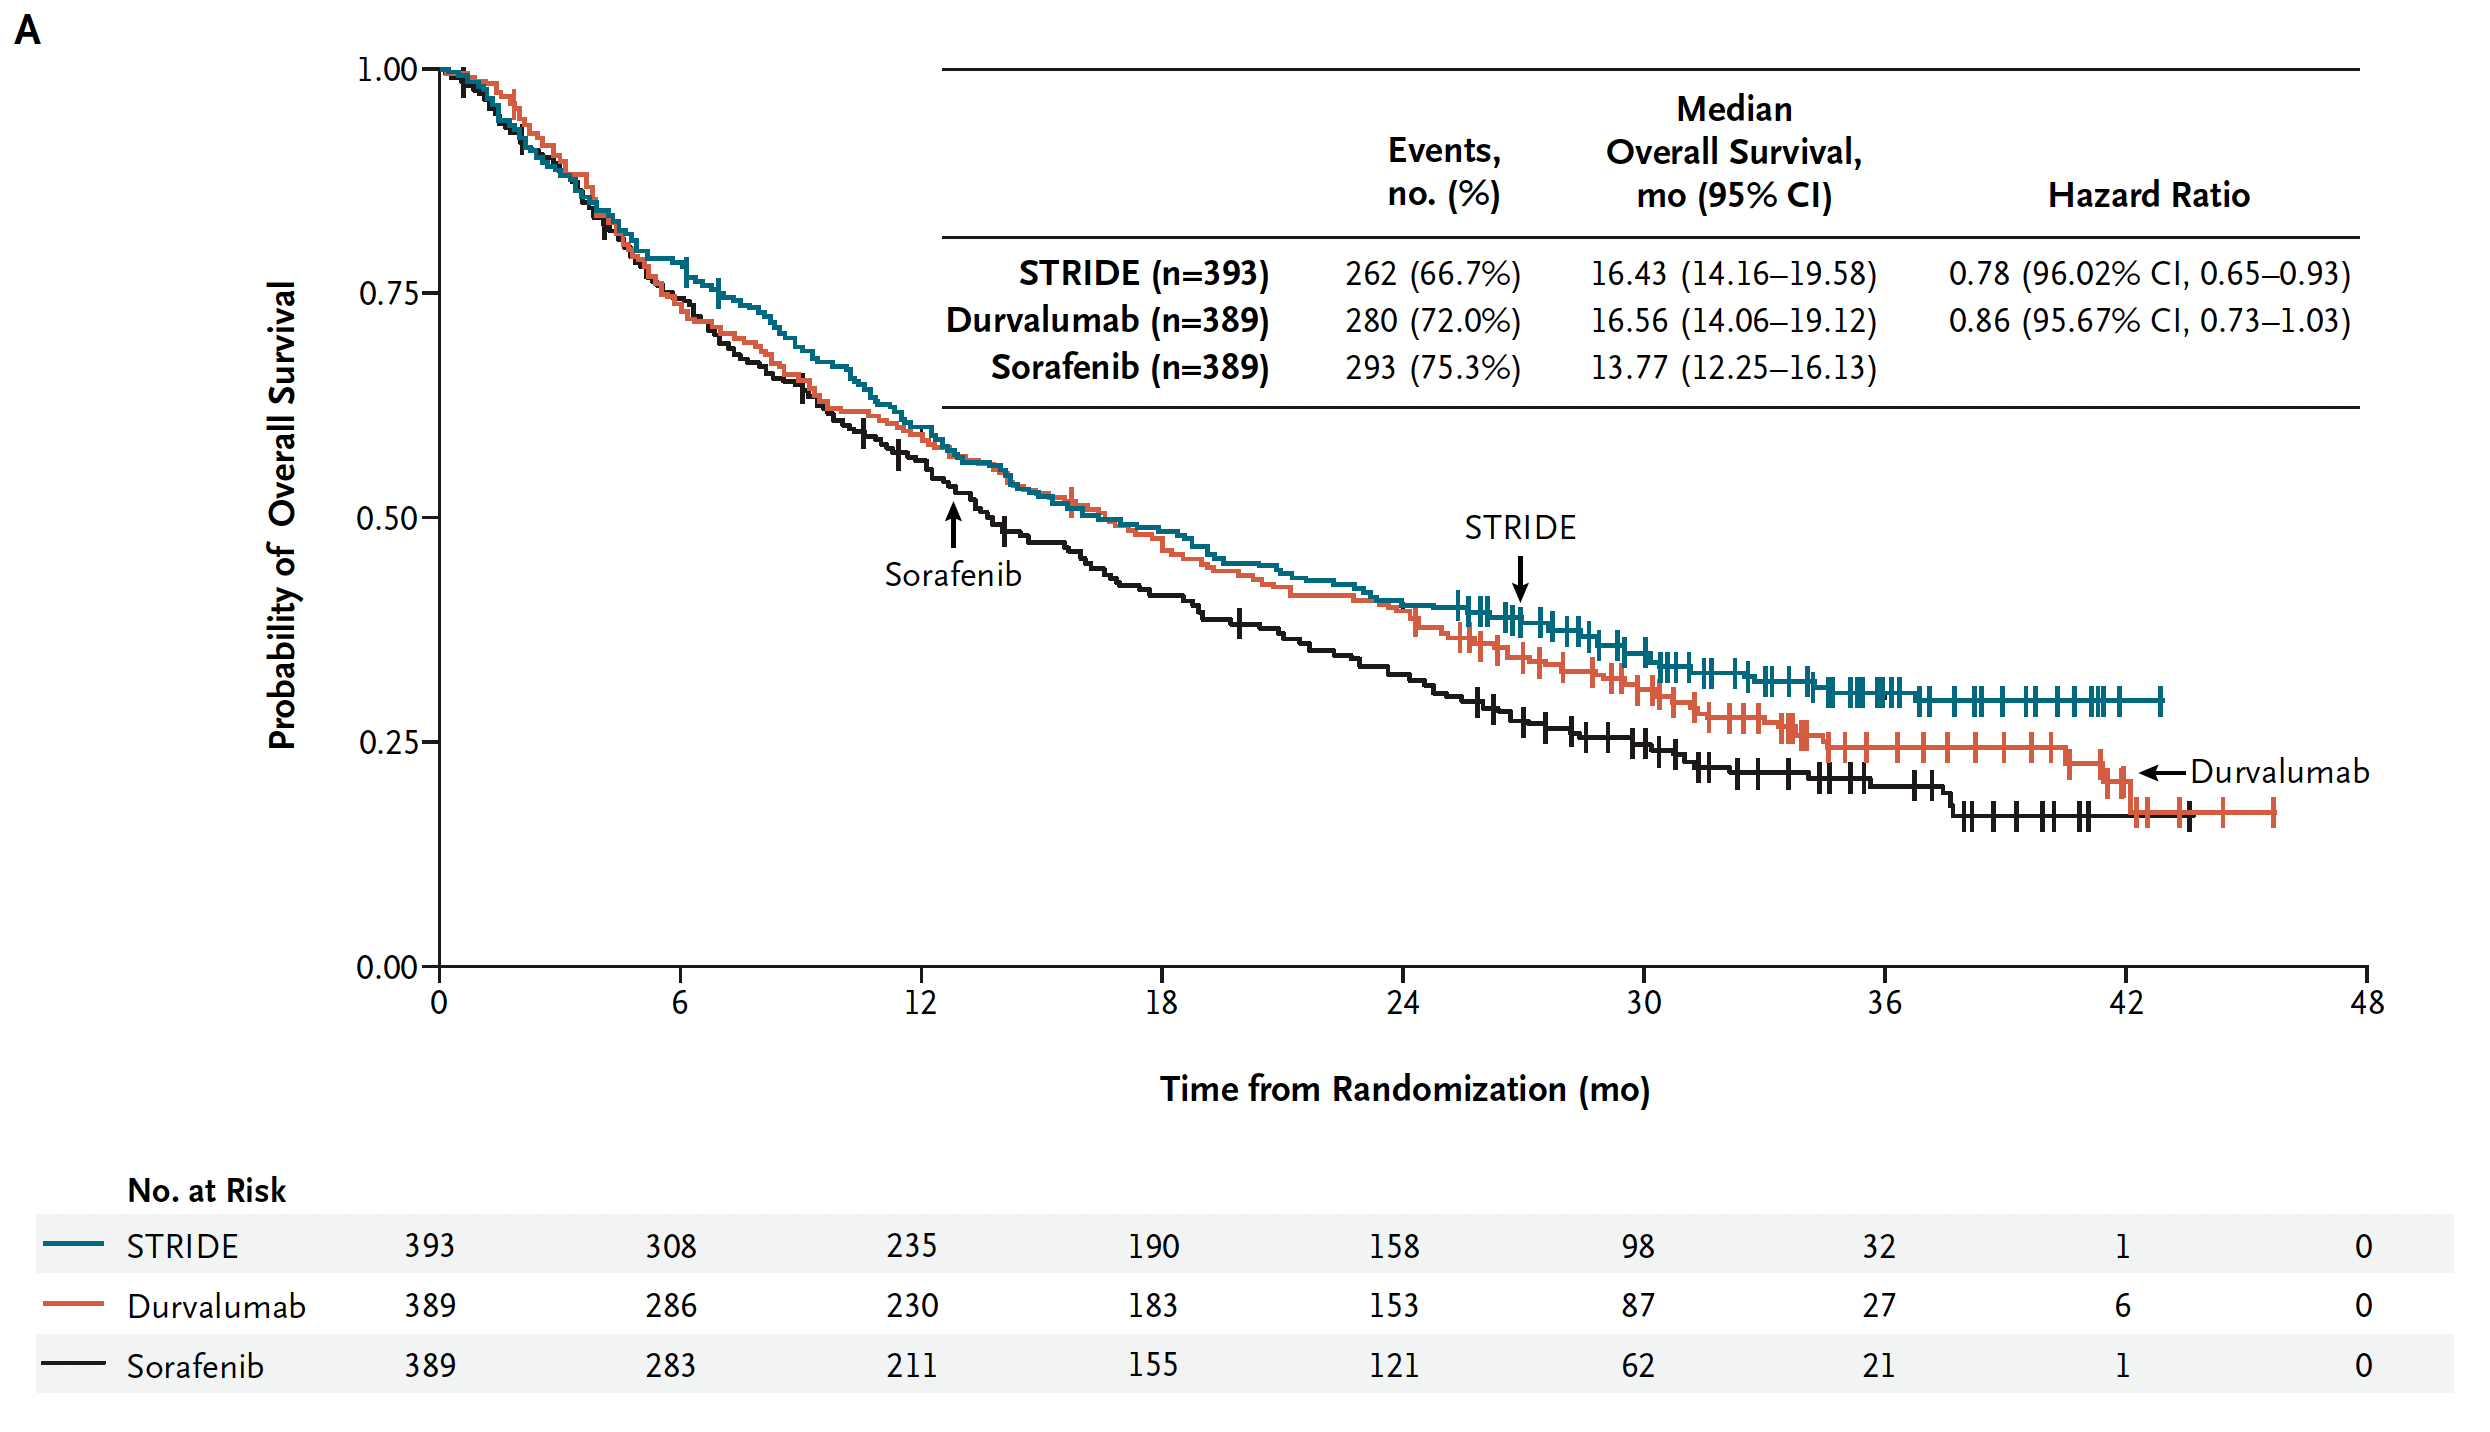 A
Events, no. (%)
Median Overall Survival, mo (95% CI)
Hazard Ratio
STRIDE (n=393) 262 (66.7%) 16.43 (14.16–19.58) 0.78 (96.02% CI, 0.65–0.93)
Durvalumab (n=389) 280 (72.0%) 16.56 (14.06–19.12) 0.86 (95.67% CI, 0.73–1.03)
Sorafenib (n=389) 293 (75.3%) 13.77 (12.25–16.13)
Probability of Overall Survival
1.00
0.75
0.50
0.25
0.00
STRIDE
Sorafenib
Durvalumab
0 6 12 18 24 30 36 42 48
Time from Randomization (mo)
No. at Risk
STRIDE 393 308 235 190 158 98 32 1 0
Durvalumab 389 286 230 183 153 87 27 6 0
Sorafenib 389 283 211 155 121 62 21 1 0